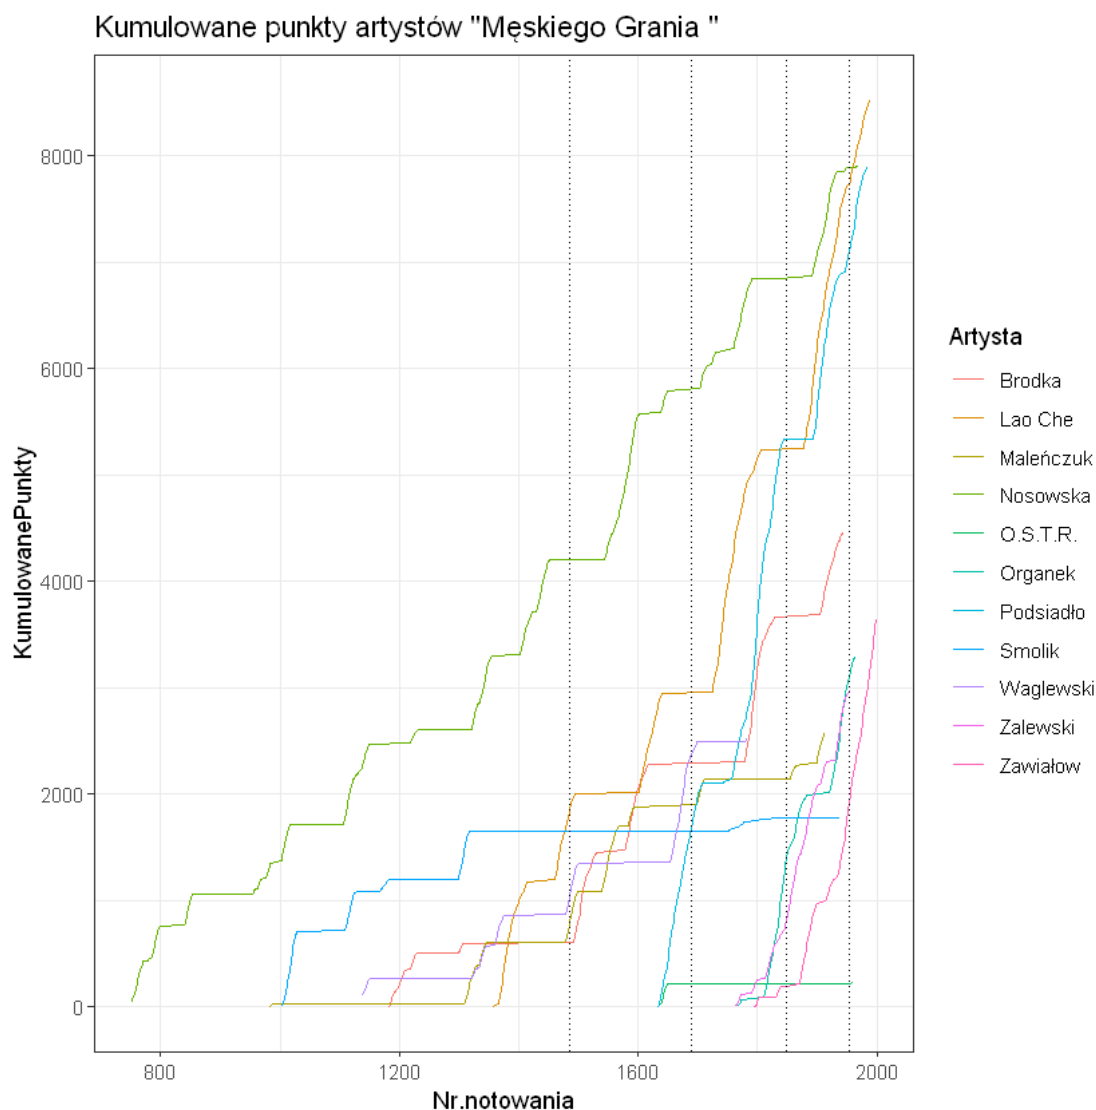 Kumulowane punkty artystów "Męskiego Grania "
8000
6000
4000
2000
0
KumulowanePunkty
800
1200
1600
2000
Nr.notowania
Artysta
Brodka
Lao Che
Maleńczuk
Nosowska
O.S.T.R.
Organek
Podsiadło
Smolik
Waglewski
Zalewski
Zawiałow